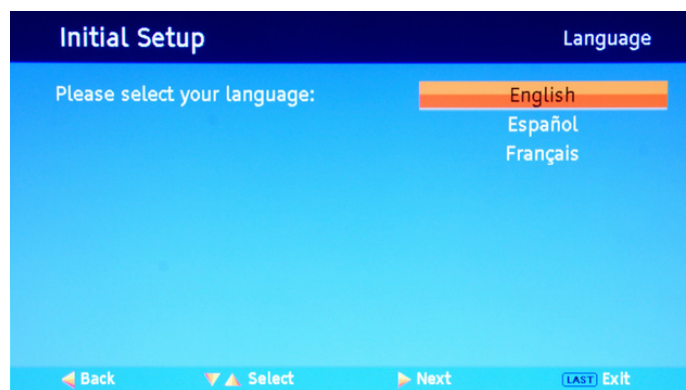 Initial Setup Language
Please select your language: English
Español
Français
Back Select Next LAST Exit